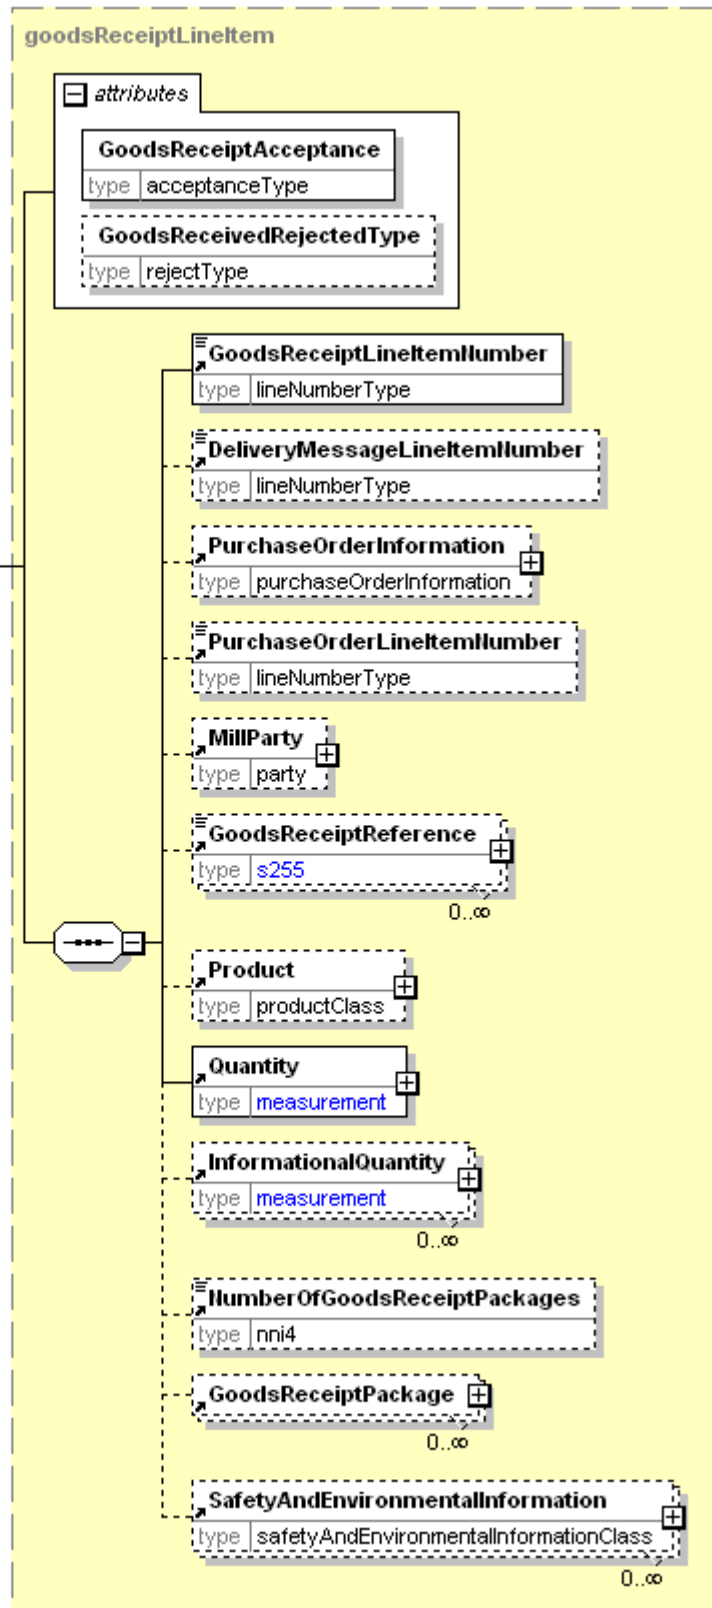 goodsReceiptLineItem
attributes
GoodsReceiptAcceptance
type acceptanceType
GoodsReceivedRejectedType
type rejectType
GoodsReceiptLineItemNumber
type lineNumberType
DeliveryMessageLineItemNumber
type lineNumberType
PurchaseOrderInformation
type purchaseOrderInformation
PurchaseOrderLineItemNumber
type lineNumberType
MillParty
type party
GoodsReceiptReference
type s255
0..∞
Product
type productClass
Quantity
type measurement
InformationalQuantity
type measurement
0..∞
NumberOfGoodsReceiptPackages
type nni4
GoodsReceiptPackage
0..∞
SafetyAndEnvironmentalInformation
type safetyAndEnvironmentalInformationClass
0..∞